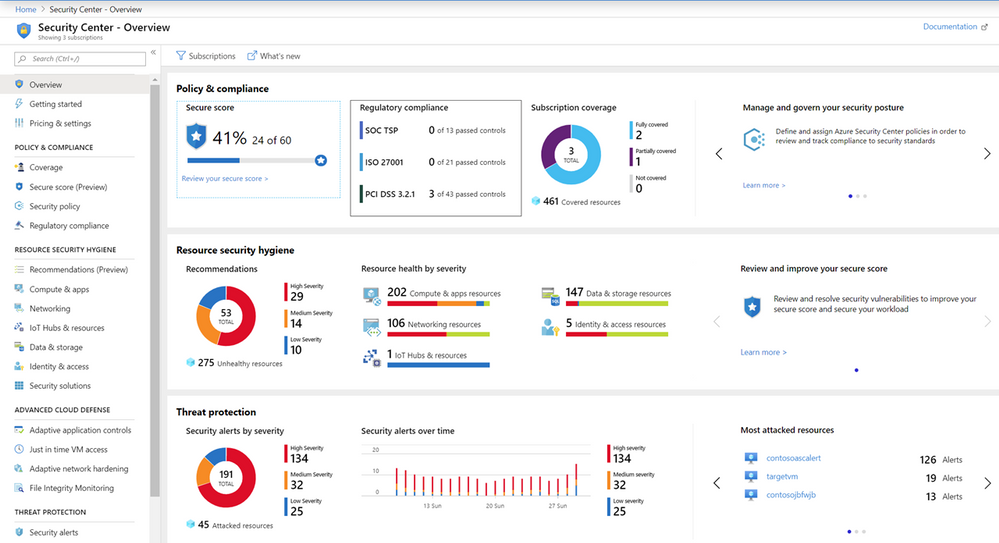 Home > Security Center - Overview
Security Center - Overview
Showing 3 subscriptions
Documentation
Search (Ctrl+/)
«
Overview
Getting started
Pricing & settings
POLICY & COMPLIANCE
Coverage
Secure score (Preview)
Security policy
Regulatory compliance
RESOURCE SECURITY HYGIENE
Recommendations (Preview)
Compute & apps
Networking
IoT Hubs & resources
Data & storage
Identity & access
Security solutions
ADVANCED CLOUD DEFENSE
Adaptive application controls
Just in time VM access
Adaptive network hardening
File Integrity Monitoring
THREAT PROTECTION
Security alerts
Subscriptions
What's new
Policy & compliance
Secure score
41% 24 of 60
Review your secure score >
Regulatory compliance
SOC TSP 0 of 13 passed controls
ISO 27001 0 of 21 passed controls
PCI DSS 3.2.1 3 of 43 passed controls
Subscription coverage
3
TOTAL
Fully covered
2
Partially covered
1
Not covered
0
461 Covered resources
Manage and govern your security posture
Define and assign Azure Security Center policies in order to
review and track compliance to security standards
Learn more >
Resource security hygiene
Recommendations
53
TOTAL
High Severity
29
Medium Severity
14
Low Severity
10
275 Unhealthy resources
Resource health by severity
202 Compute & apps resources
147 Data & storage resources
106 Networking resources
5 Identity & access resources
1 IoT Hubs & resources
Review and improve your secure score
Review and resolve security vulnerabilities to improve your
secure score and secure your workload
Learn more >
Threat protection
Security alerts by severity
191
TOTAL
High Severity
134
Medium Severity
32
Low Severity
25
45 Attacked resources
Security alerts over time
20
10
0
13 Sun
20 Sun
27 Sun
High severity
134
Medium severity
32
Low severity
25
Most attacked resources
contosoascalert 126 Alerts
targetvm 19 Alerts
contosojbfwjb 13 Alerts